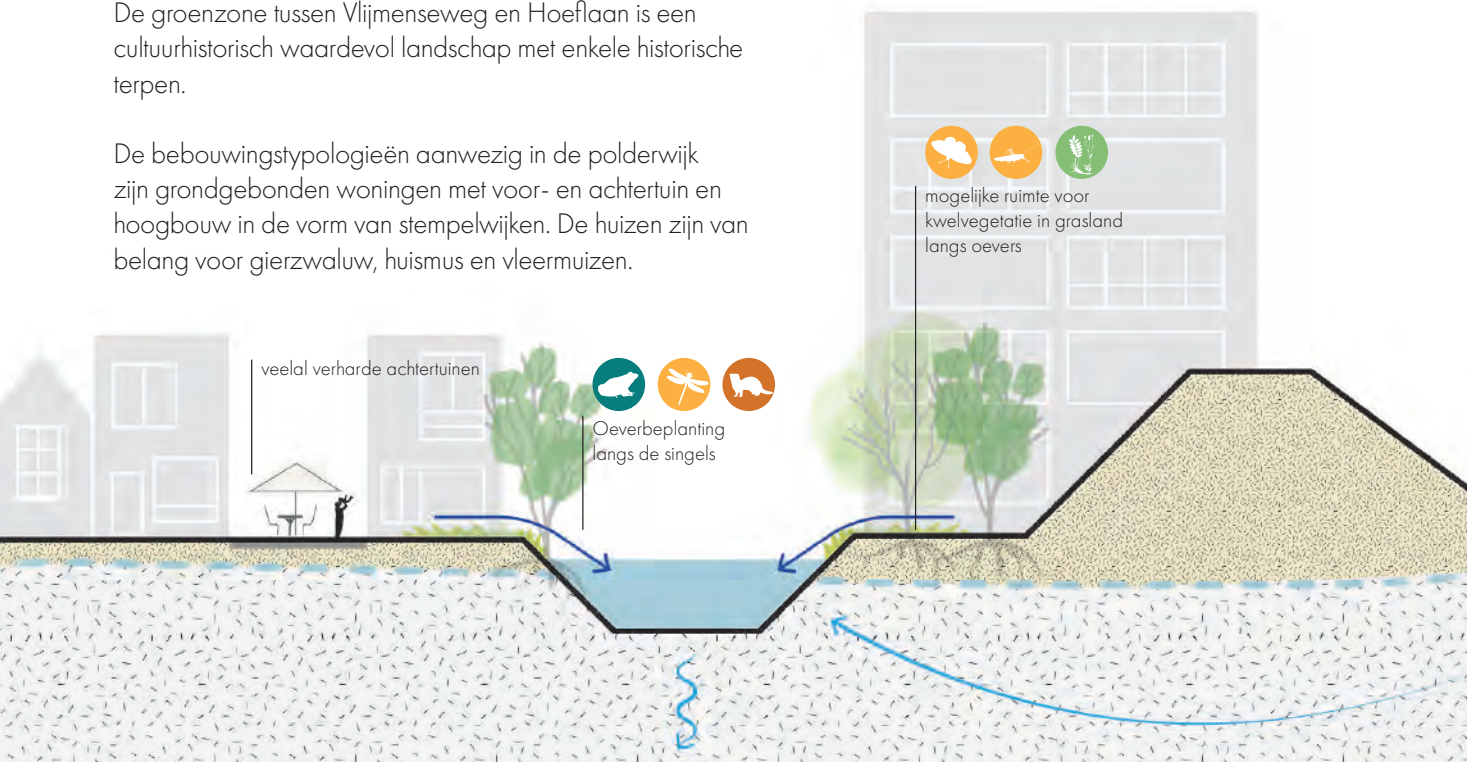 De groenzone tussen Vlijmenseweg en Hoeflaan is een
cultuurhistorisch waardevol landschap met enkele historische
terpen.
De bebouwingstypologieën aanwezig in de polderwijk
zijn grondgebonden woningen met voor- en achtertuin en
hoogbouw in de vorm van stempelwijken. De huizen zijn van
belang voor gierzwaluw, huismus en vleermuizen.
mogelijke ruimte voor
kwelvegetatie in grasland
langs oevers
veelal verharde achtertuinen
Oeverbeplanting
langs de singels